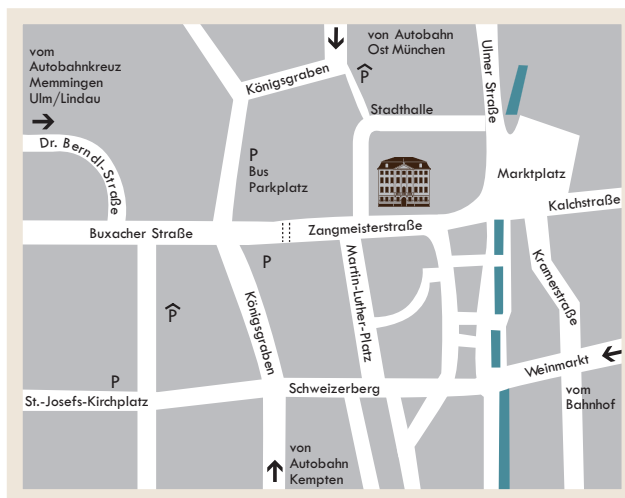 vom
Autobahnkreuz
Memmingen
Ulm/Lindau
von Autobahn
Ost München
Königsgraben
P
Ulmer Straße
Stadthalle
Dr. Berndl-Straße
P
Bus
Parkplatz
Marktplatz
Kalchstraße
Buxacher Straße
Zangmeisterstraße
P
Martin-Luther-Platz
Kramerstraße
Königsgraben
P
P
St.-Josefs-Kirchplatz
Schweizerberg
Weinmarkt
vom
Bahnhof
von
Autobahn
Kempten